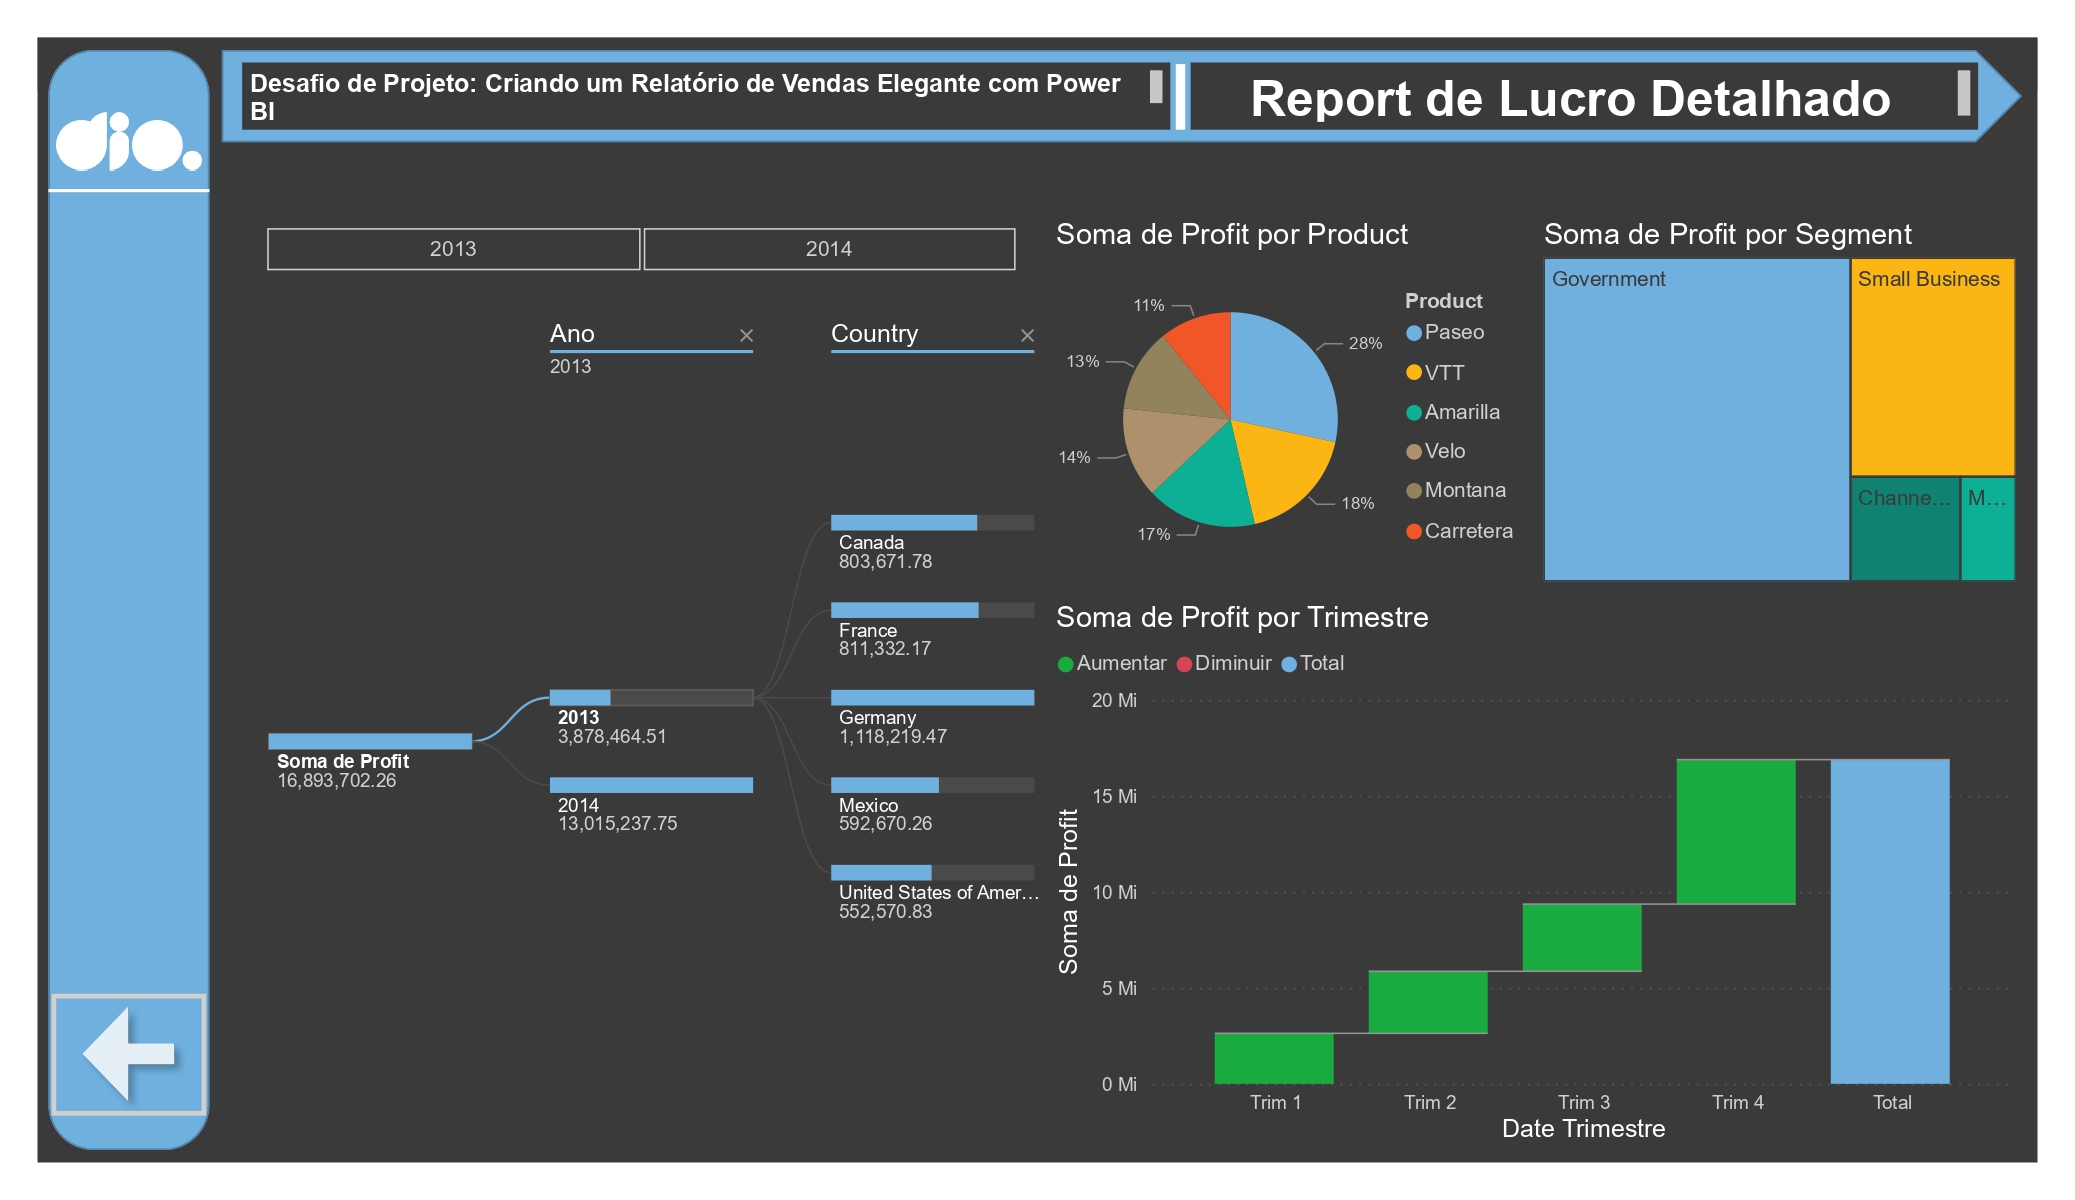 dio.
Desafio de Projeto: Criando um Relatório de Vendas Elegante com Power
BI
Report de Lucro Detalhado
2013
2014
Ano
2013
Country
Soma de Profit
16,893,702.26
2013
3,878,464.51
2014
13,015,237.75
Canada
803,671.78
France
811,332.17
Germany
1,118,219.47
Mexico
592,670.26
United States of Amer…
552,570.83
Soma de Profit por Product
11%
28%
13%
14%
18%
17%
Product
Paseo
VTT
Amarilla
Velo
Montana
Carretera
Soma de Profit por Segment
Government
Small Business
Channe…
M…
Soma de Profit por Trimestre
Aumentar Diminuir Total
20 Mi
15 Mi
10 Mi
5 Mi
0 Mi
Soma de Profit
Trim 1 Trim 2 Trim 3 Trim 4 Total
Date Trimestre